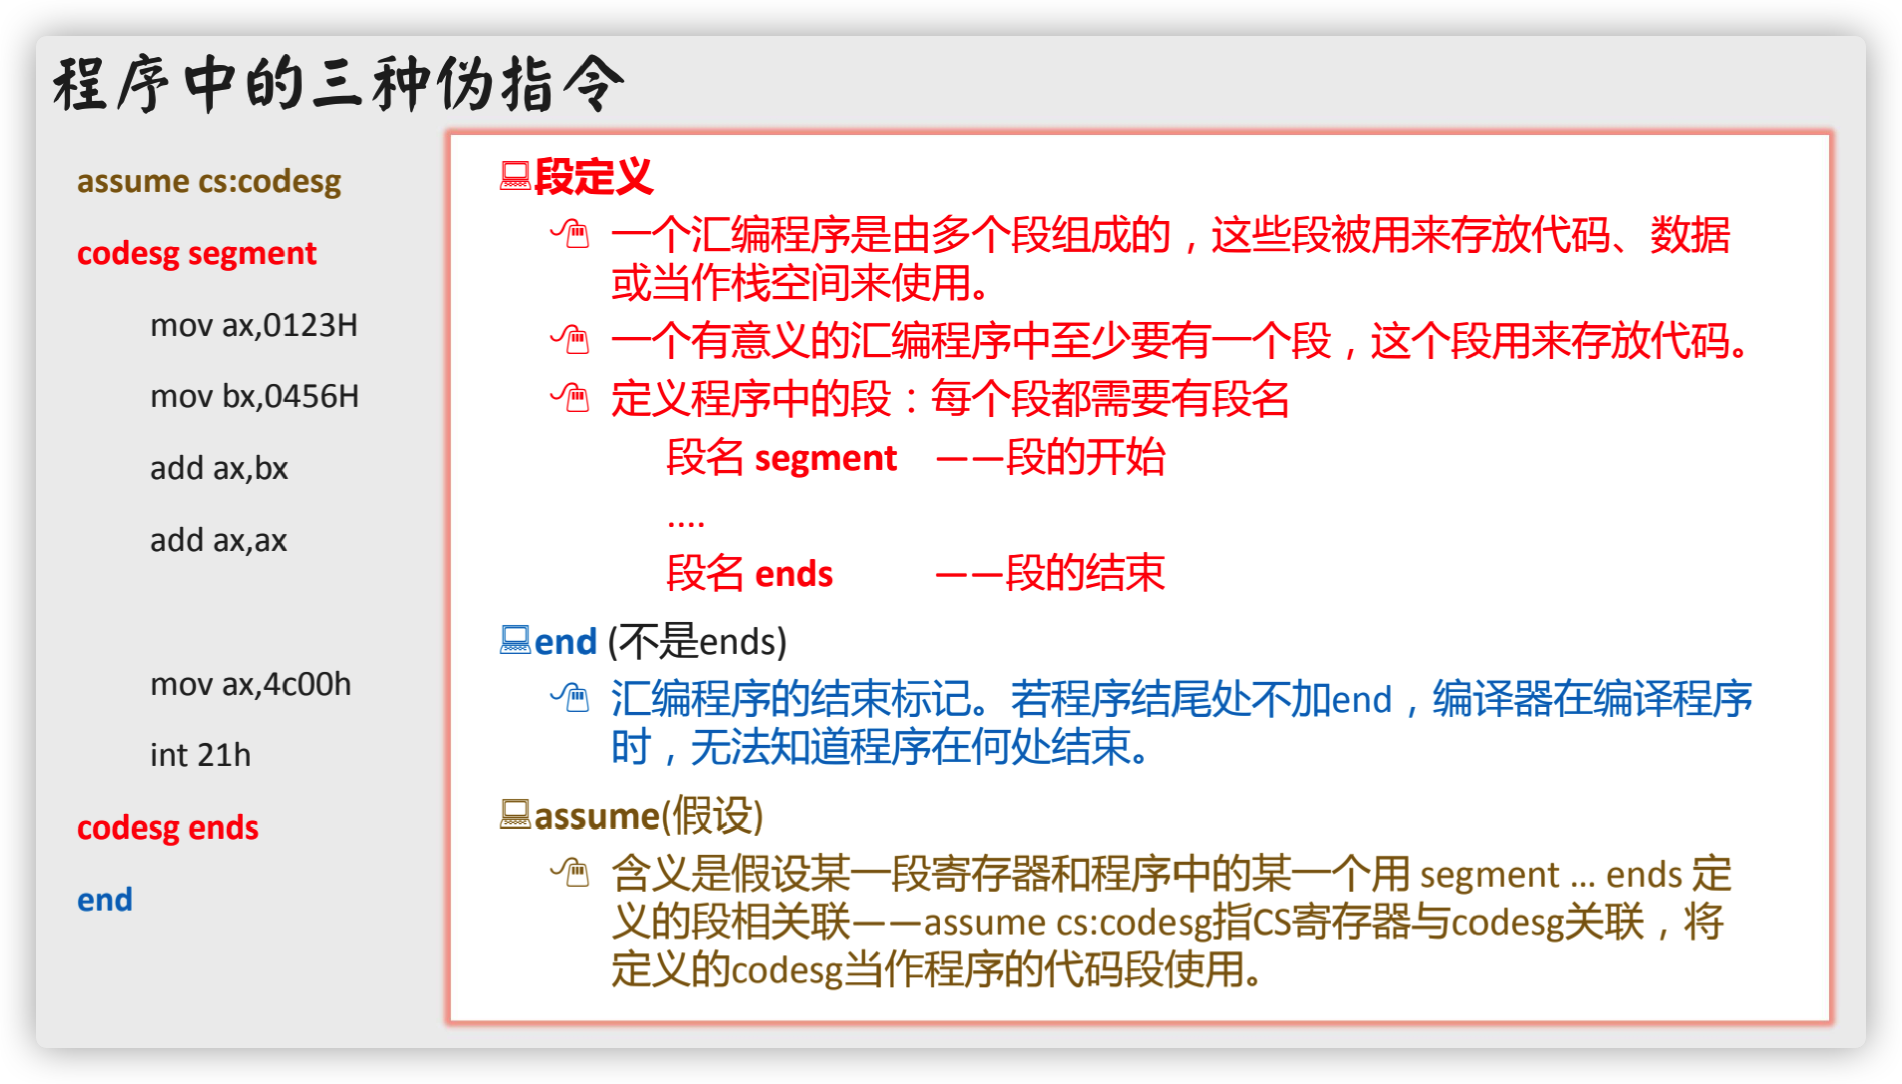 程序中的三种伪指令
assume cs:codesg
codesg segment
mov ax,0123H
mov bx,0456H
add ax,bx
add ax,ax
mov ax,4c00h
int 21h
codesg ends
end
段定义
一个汇编程序是由多个段组成的，这些段被用来存放代码、数据
或当作栈空间来使用。
一个有意义的汇编程序中至少要有一个段，这个段用来存放代码。
定义程序中的段：每个段都需要有段名
段名 segment ——段的开始
....
段名 ends ——段的结束
end (不是ends)
汇编程序的结束标记。若程序结尾处不加end，编译器在编译程序
时，无法知道程序在何处结束。
assume(假设)
含义是假设某一段寄存器和程序中的某一个用 segment ... ends 定
义的段相关联——assume cs:codesg指CS寄存器与codesg关联，将
定义的codesg当作程序的代码段使用。